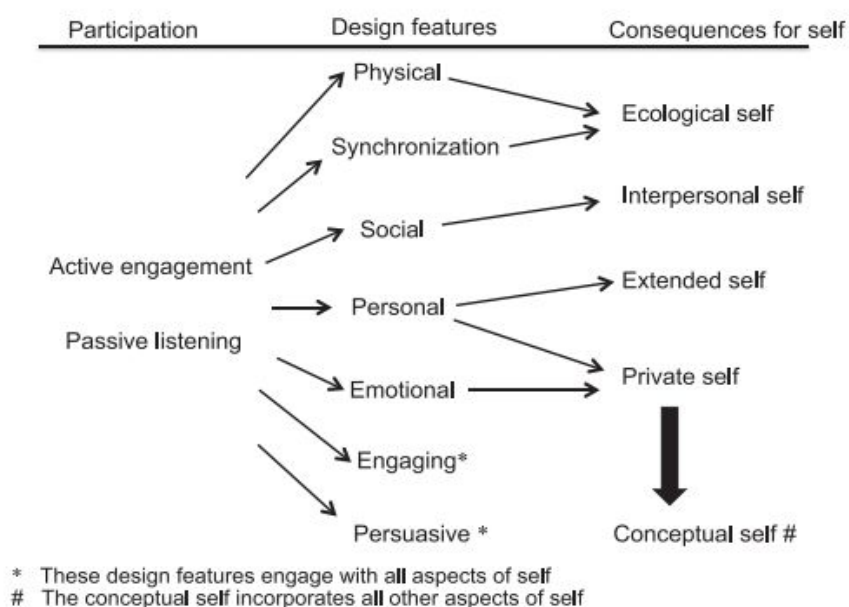 Participation Design features Consequences for self
Physical
Ecological self
Synchronization
Interpersonal self
Social
Active engagement
Extended self
Personal
Passive listening
Private self
Emotional
Engaging*
Persuasive *
Conceptual self #
* These design features engage with all aspects of self
# The conceptual self incorporates all other aspects of self